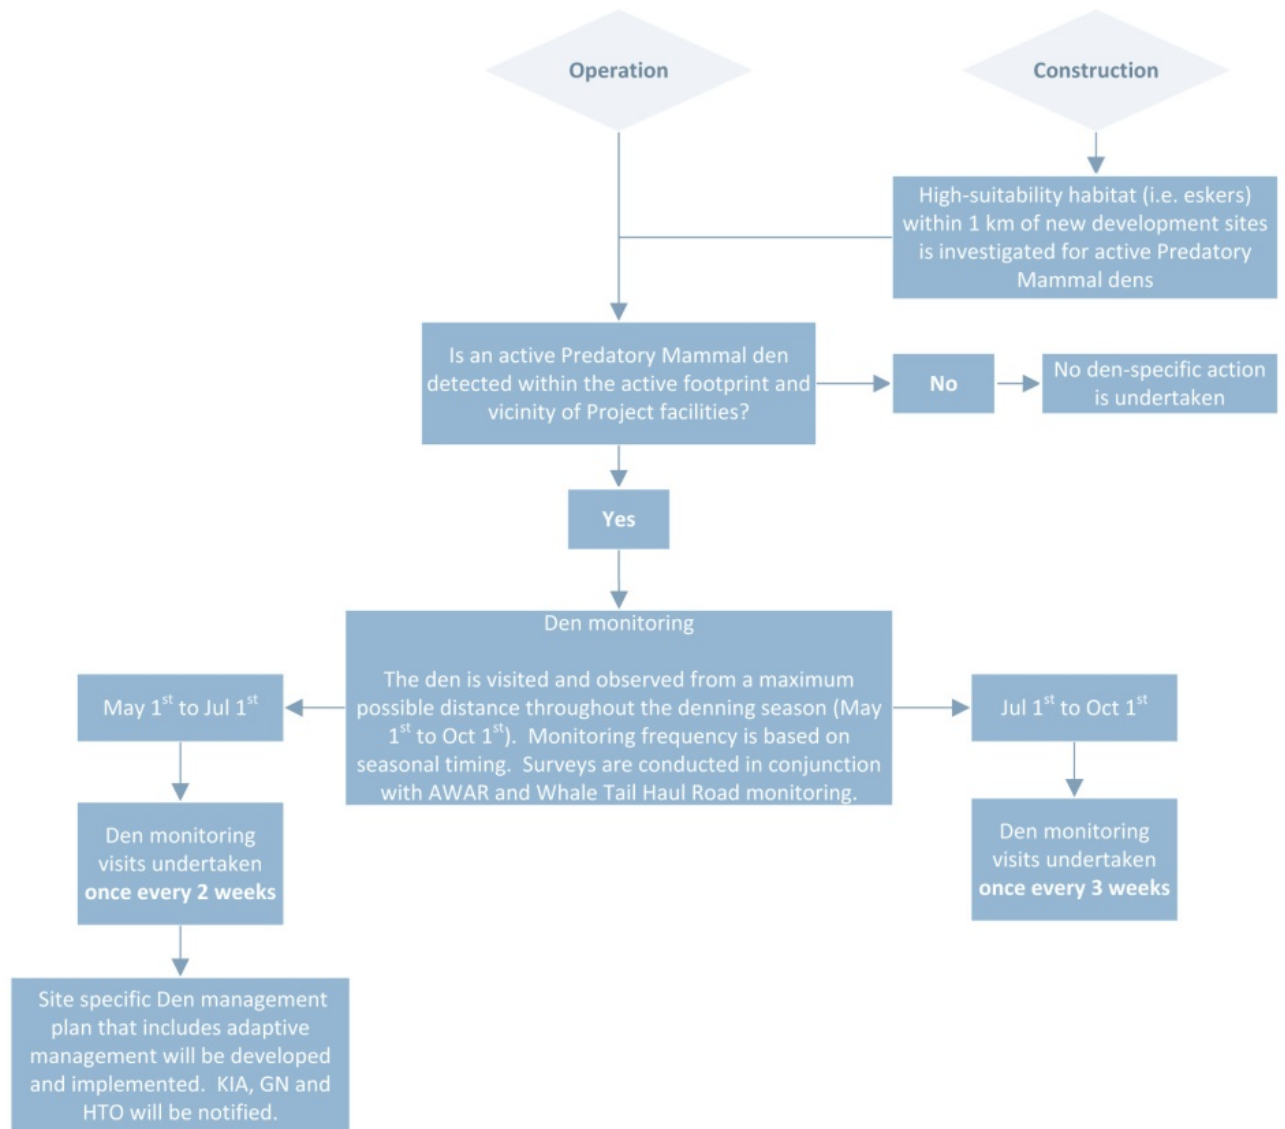 Operation
Construction
High-suitability habitat (i.e. eskers)
within 1 km of new development sites
is investigated for active Predatory
Mammal dens
Is an active Predatory Mammal den
detected within the active footprint and
vicinity of Project facilities?
No
No den-specific action
is undertaken
Yes
Den monitoring
The den is visited and observed from a maximum
possible distance throughout the denning season (May
1st to Oct 1st). Monitoring frequency is based on
seasonal timing. Surveys are conducted in conjunction
with AWAR and Whale Tail Haul Road monitoring.
May 1st to Jul 1st
Jul 1st to Oct 1st
Den monitoring
visits undertaken
once every 2 weeks
Den monitoring
visits undertaken
once every 3 weeks
Site specific Den management
plan that includes adaptive
management will be developed
and implemented. KIA, GN and
HTO will be notified.